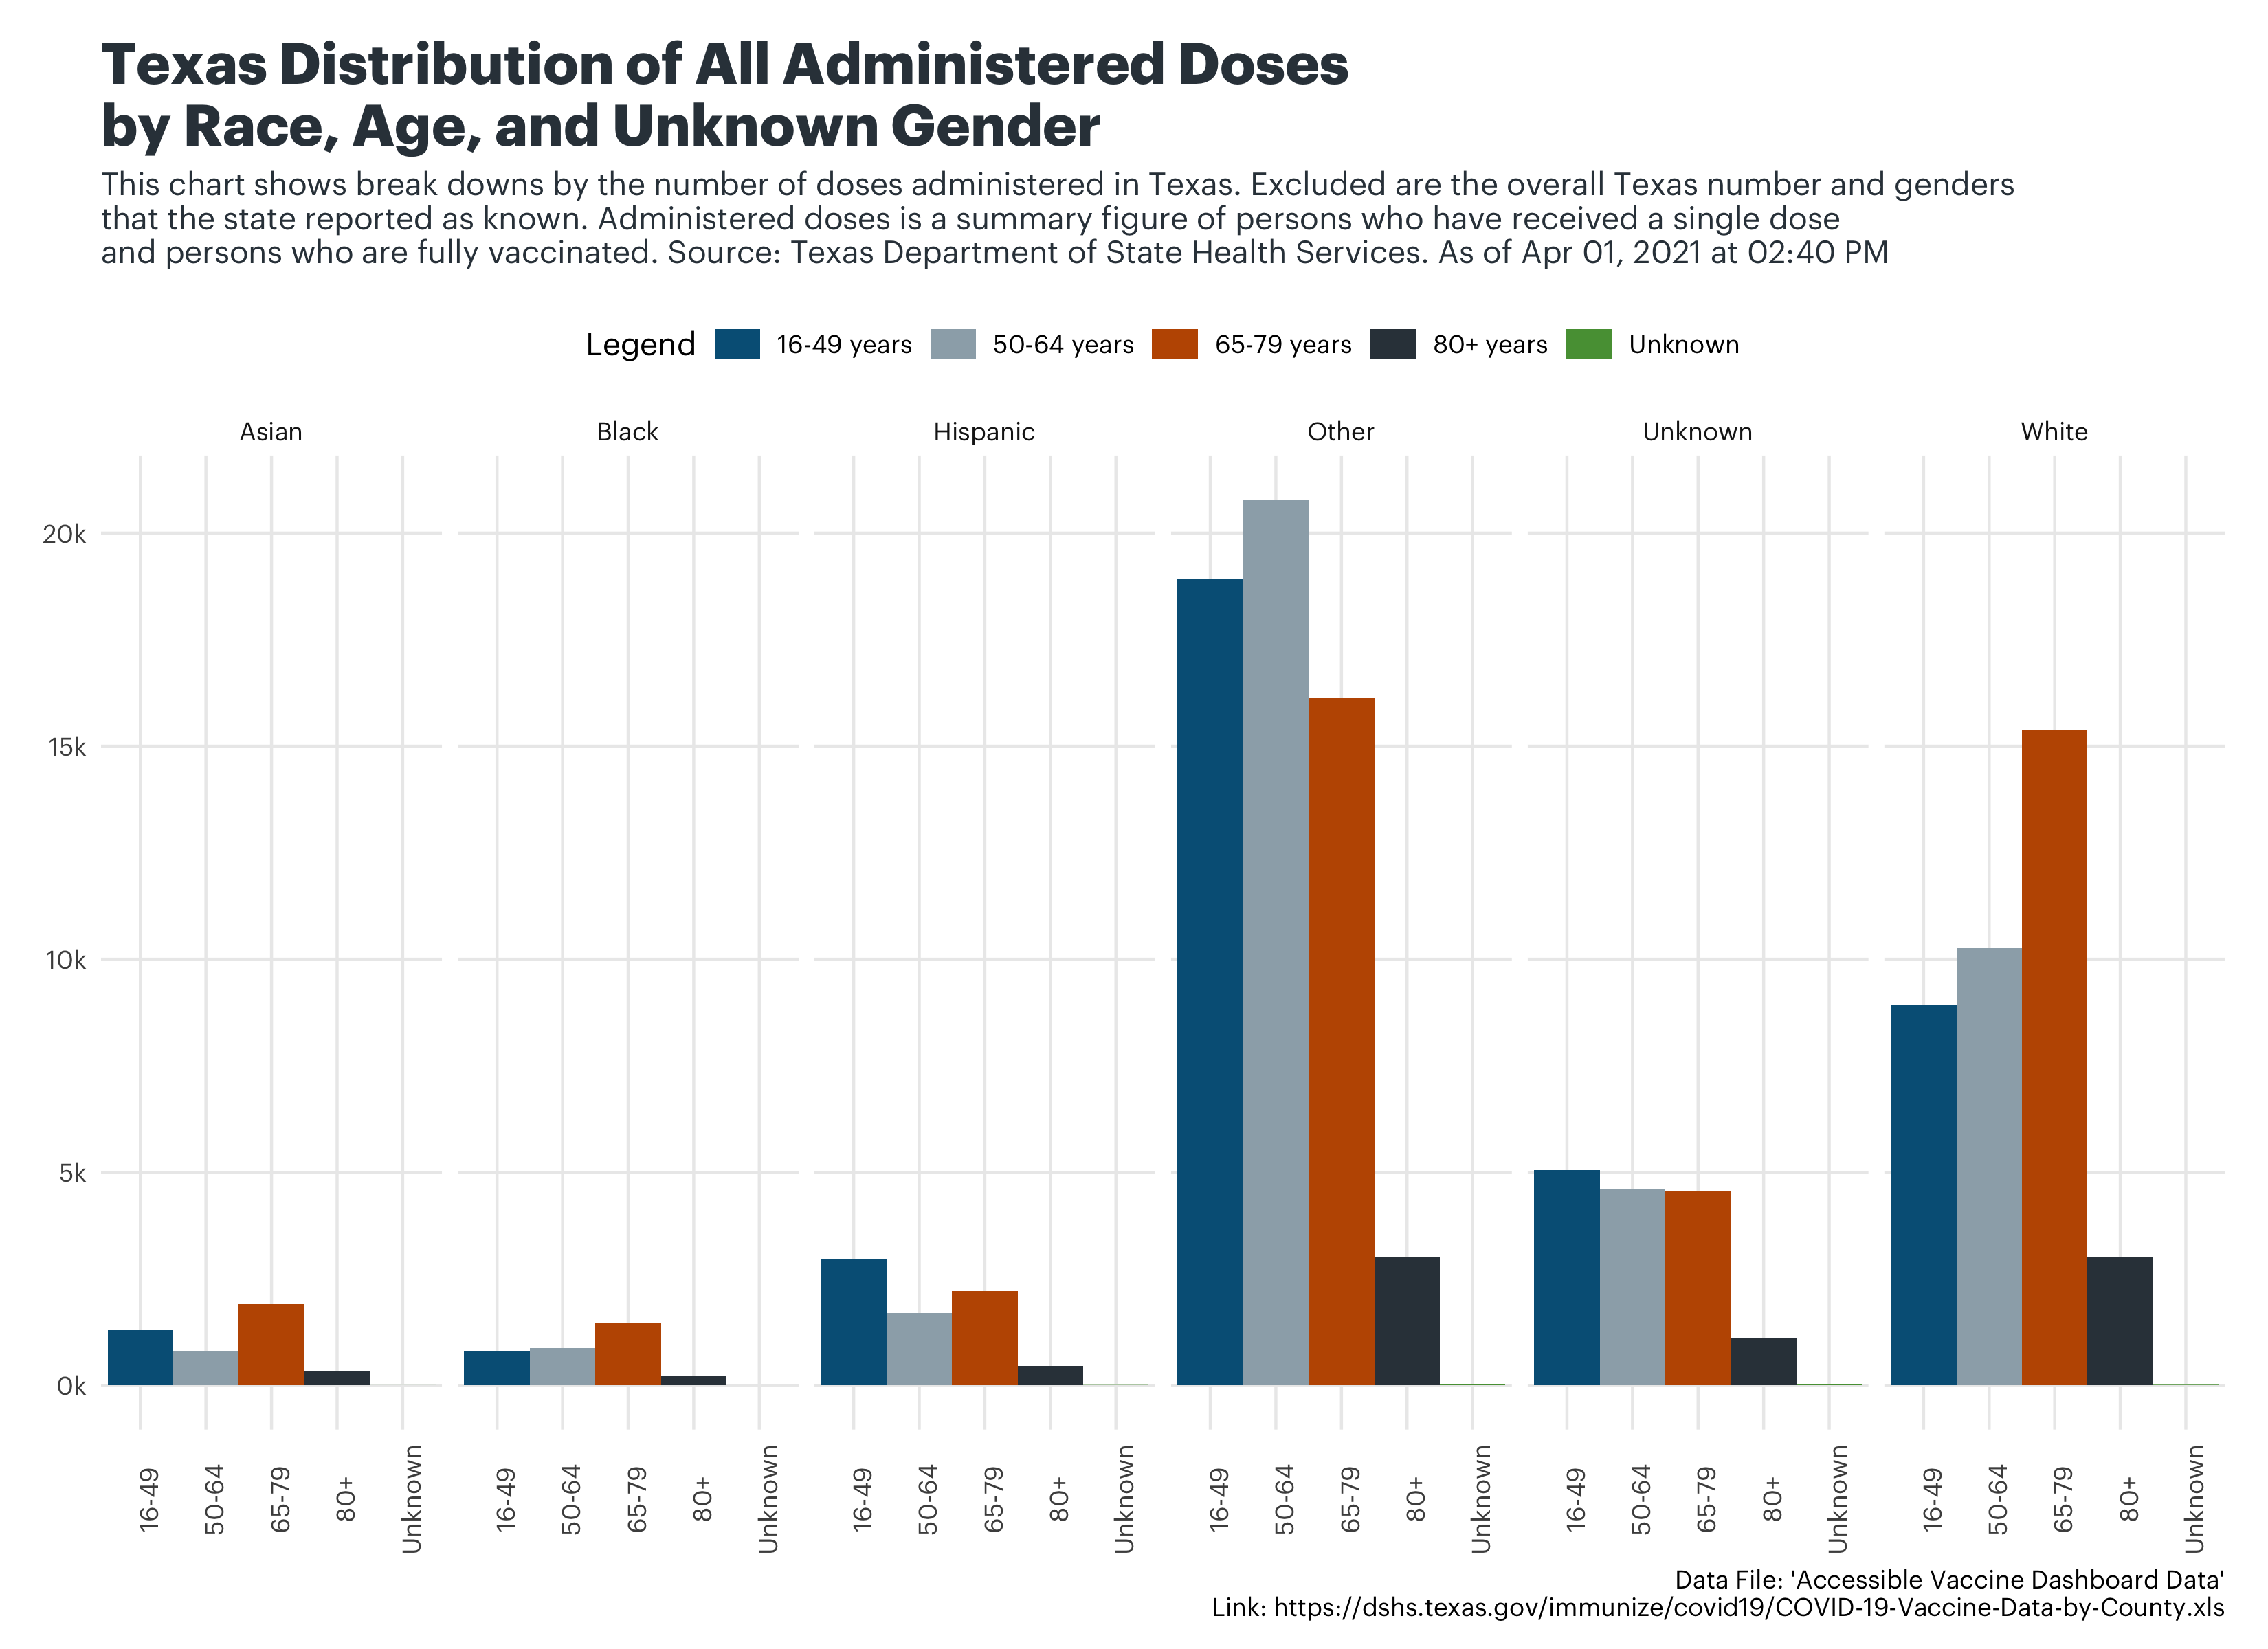 Texas Distribution of All Administered Doses
by Race, Age, and Unknown Gender
This chart shows break downs by the number of doses administered in Texas. Excluded are the overall Texas number and genders
that the state reported as known. Administered doses is a summary figure of persons who have received a single dose
and persons who are fully vaccinated. Source: Texas Department of State Health Services. As of Apr 01, 2021 at 02:40 PM
Legend 16-49 years 50-64 years 65-79 years 80+ years Unknown
Asian Black Hispanic Other Unknown White
20k
15k
10k
5k
0k
16-49 50-64 65-79 80+ Unknown 16-49 50-64 65-79 80+ Unknown 16-49 50-64 65-79 80+ Unknown 16-49 50-64 65-79 80+ Unknown 16-49 50-64 65-79 80+ Unknown 16-49 50-64 65-79 80+ Unknown
Data File: 'Accessible Vaccine Dashboard Data'
Link: https://dshs.texas.gov/immunize/covid19/COVID-19-Vaccine-Data-by-County.xls